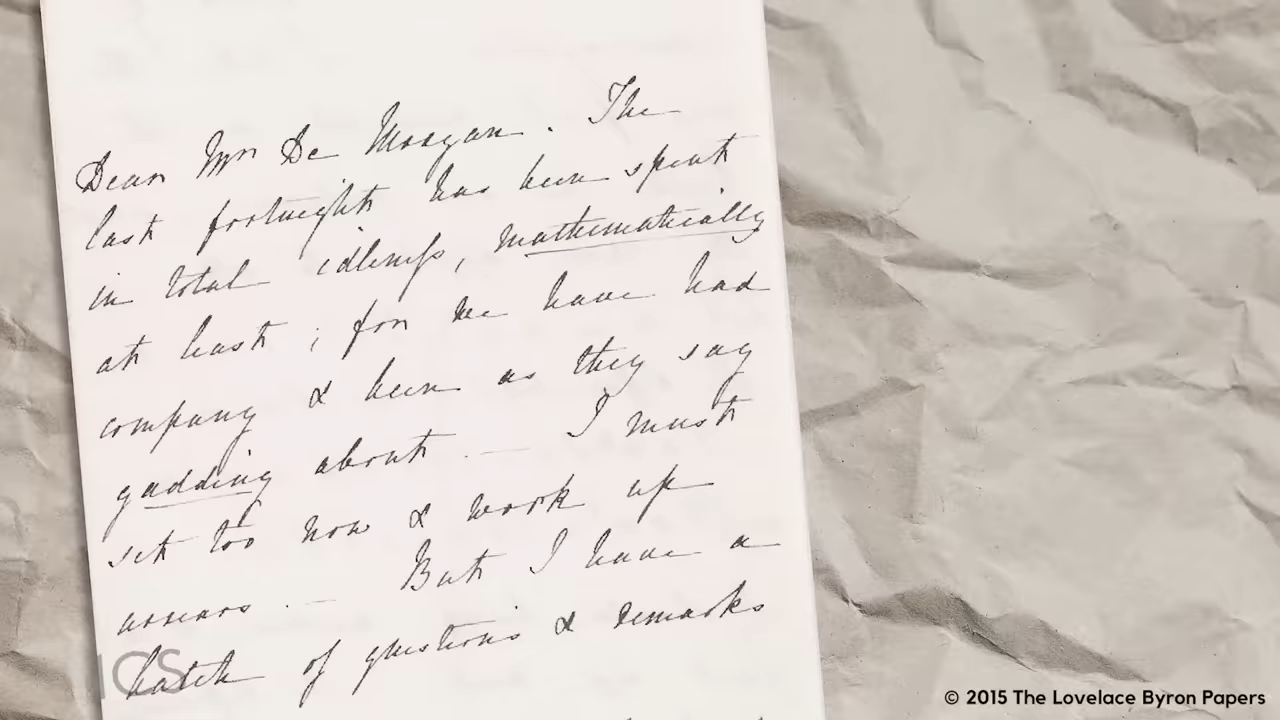 Dear Mr De Morgan. The
last fortnight has been spent
in total idleness, mathematically
at least; for we have had
company & been as they say
gadding about. — I must
set too now & work up
arrears. — But I have a
batch of questions & remarks
ICS
© 2015 The Lovelace Byron Papers